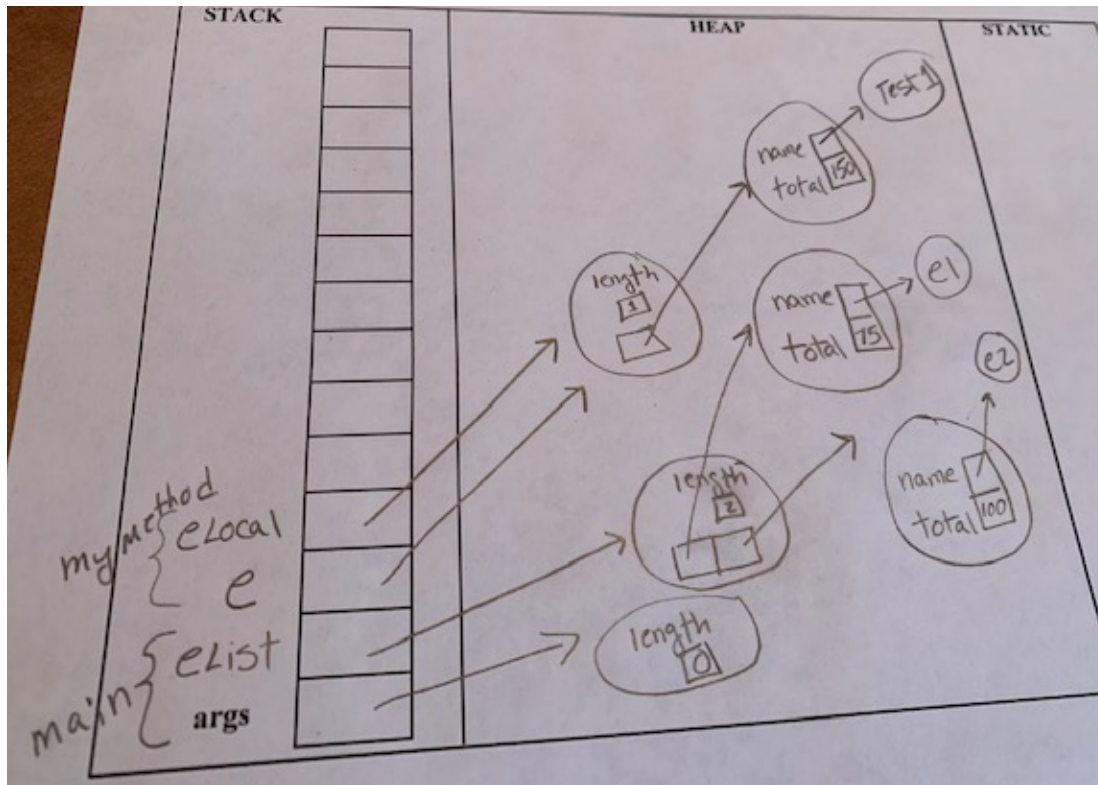 STACK
HEAP
STATIC
Test1
name
total 150
length
1
name
total 75
e1
e2
length
2
name
total 100
myMethod
eLocal
e
length
0
main
eList
args